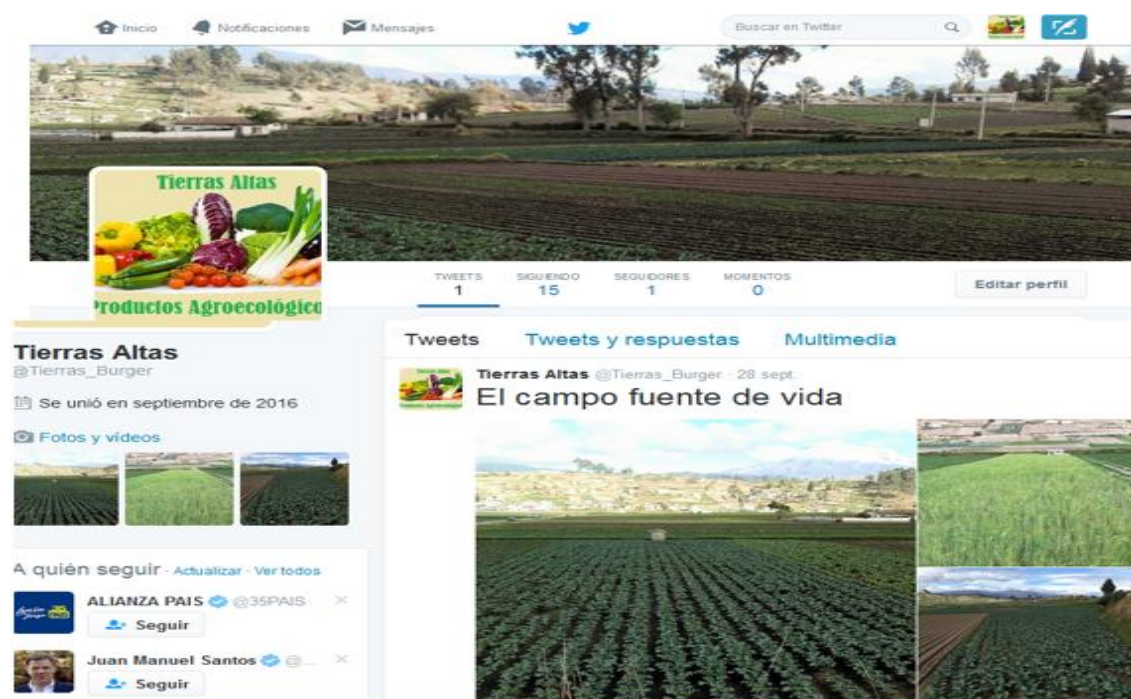 Inicio Notificaciones Mensajes Buscar en Twitter
Tierras Altas
Productos Agroecológico
TWEETS SIGUIENDO SEGUIDORES MOMENTOS
1 15 1 0
Editar perfil
Tierras Altas
@Tierras_Burger
Se unió en septiembre de 2016
Fotos y vídeos
A quién seguir · Actualizar · Ver todos
ALIANZA PAIS @35PAIS
Seguir
Juan Manuel Santos @...
Seguir
Tweets Tweets y respuestas Multimedia
Tierras Altas @Tierras_Burger · 28 sept.
El campo fuente de vida